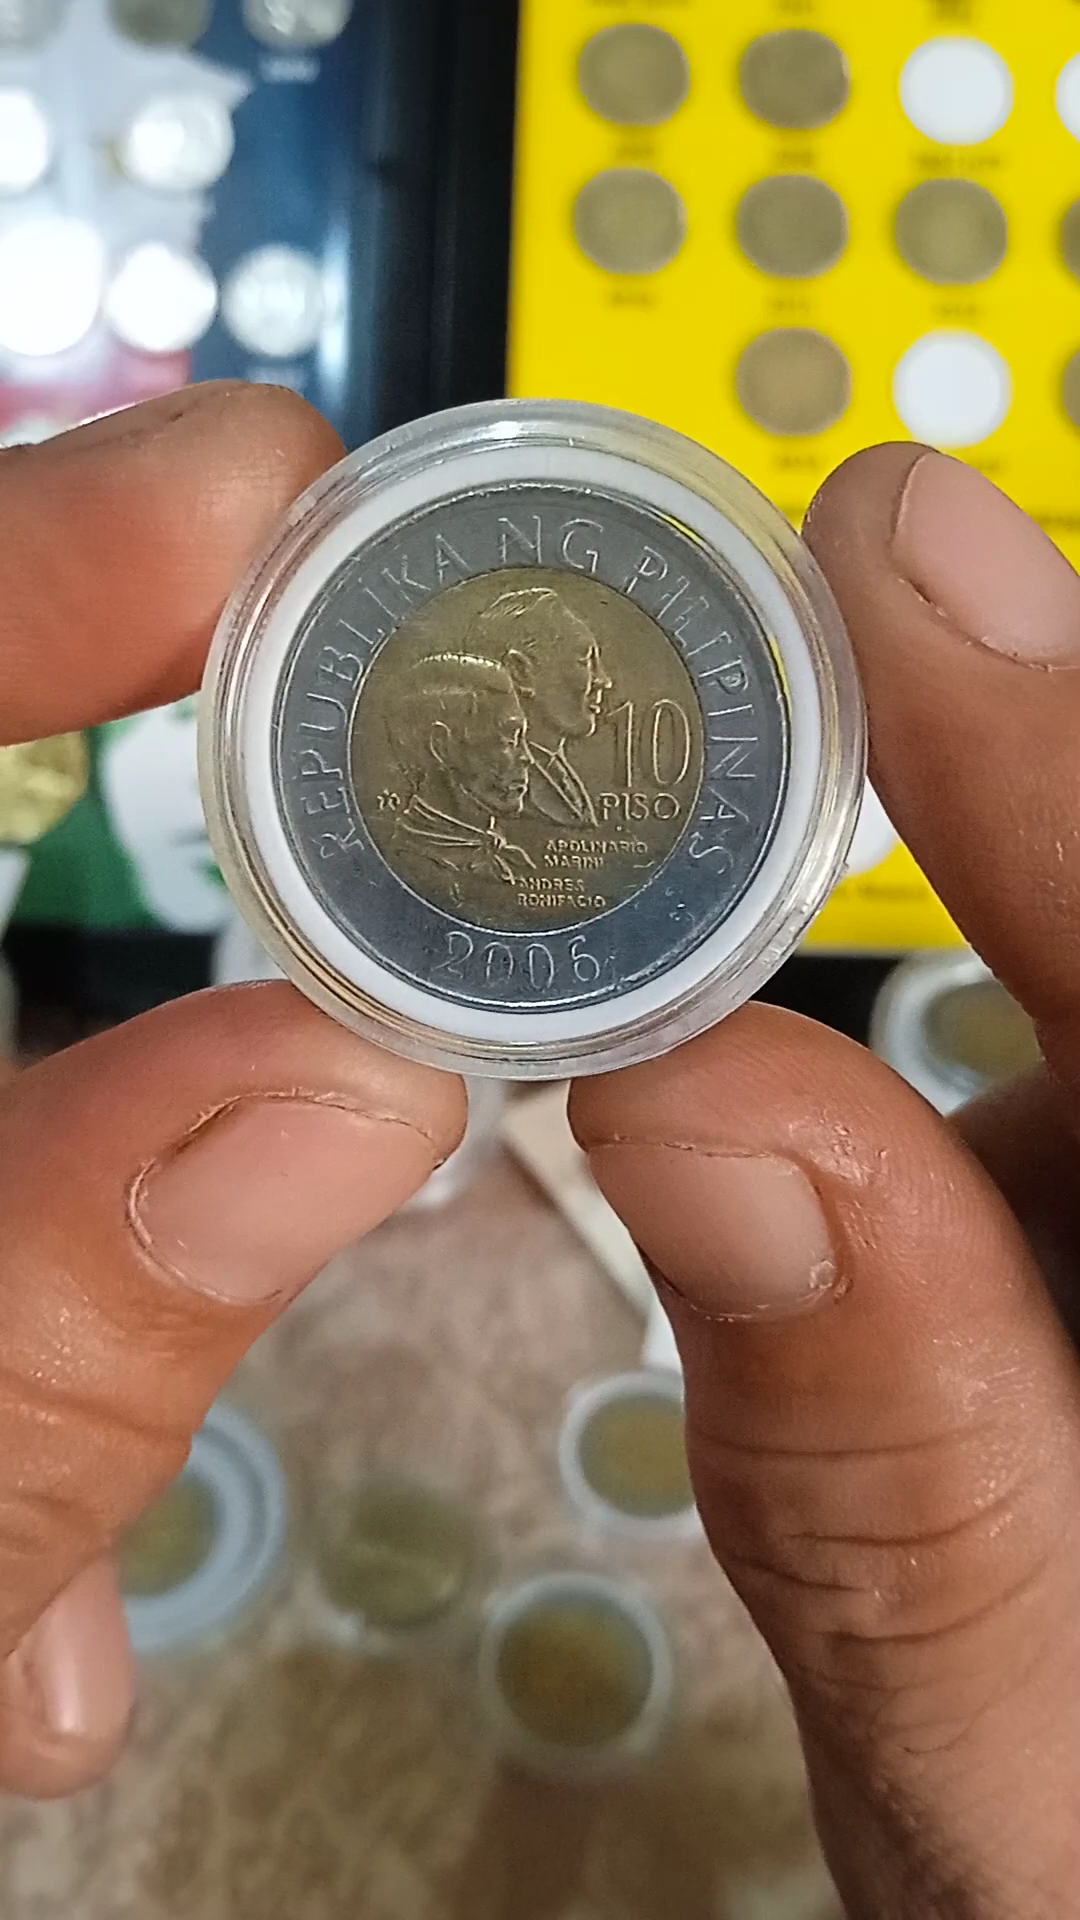 REPUBLIKA NG PILIPINAS
10
PISO
APOLINARIO
MABINI
ANDRES
BONIFACIO
2006